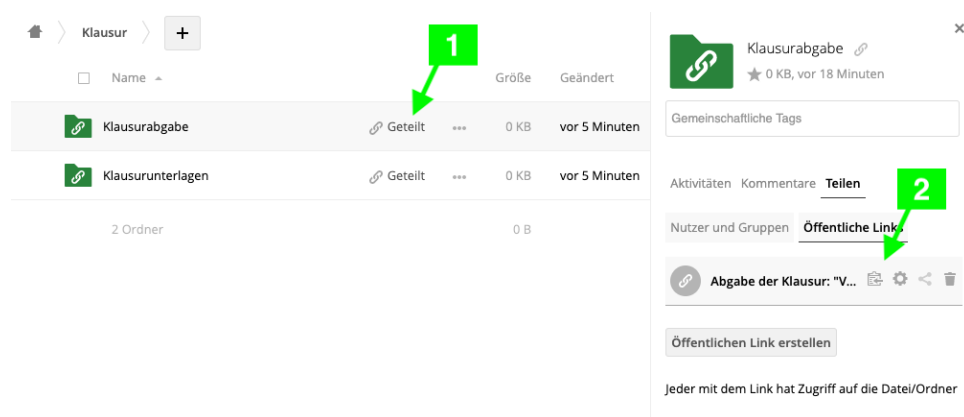 Klausur
+
1
Name
Größe
Geändert
Klausurabgabe
Geteilt
0 KB
vor 5 Minuten
Klausurunterlagen
Geteilt
0 KB
vor 5 Minuten
2 Ordner
0 B
×
Klausurabgabe
0 KB, vor 18 Minuten
Gemeinschaftliche Tags
Aktivitäten Kommentare Teilen
2
Nutzer und Gruppen Öffentliche Links
Abgabe der Klausur: "V...
Öffentlichen Link erstellen
Jeder mit dem Link hat Zugriff auf die Datei/Ordner